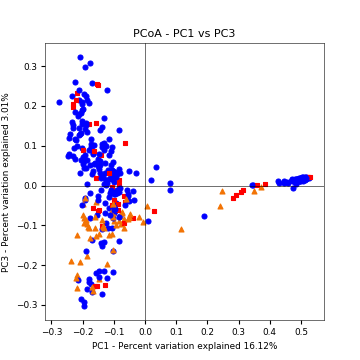 PCoA - PC1 vs PC3
PC3 - Percent variation explained 3.01%
0.3
0.2
0.1
0.0
−0.1
−0.2
−0.3
−0.3 −0.2 −0.1 0.0 0.1 0.2 0.3 0.4 0.5
PC1 - Percent variation explained 16.12%